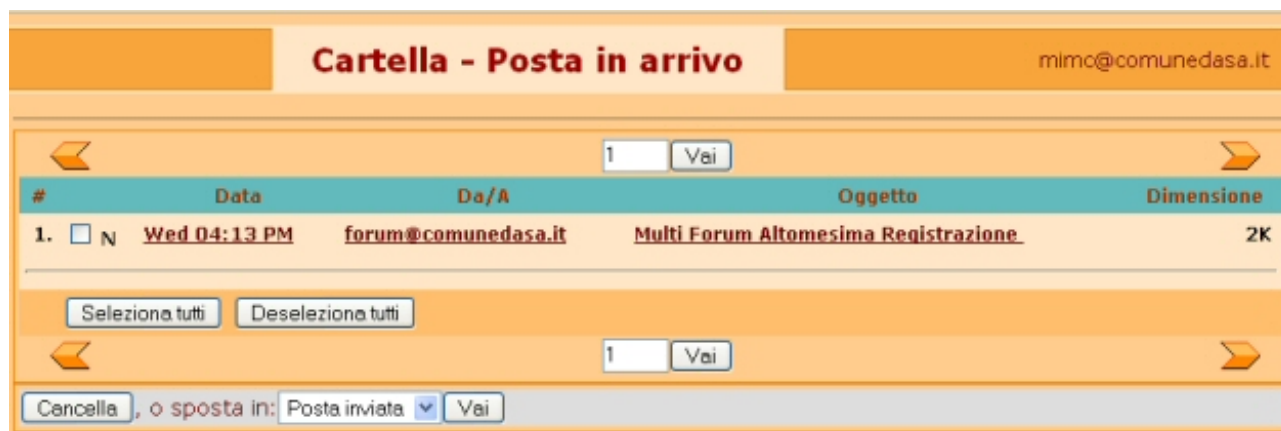 Cartella - Posta in arrivo mimc@comunedasa.it
1 Vai
# Data Da/A Oggetto Dimensione
1. N Wed 04:13 PM forum@comunedasa.it Multi Forum Altomesima Registrazione 2K
Seleziona tutti Deseleziona tutti
1 Vai
Cancella , o sposta in: Posta inviata Vai